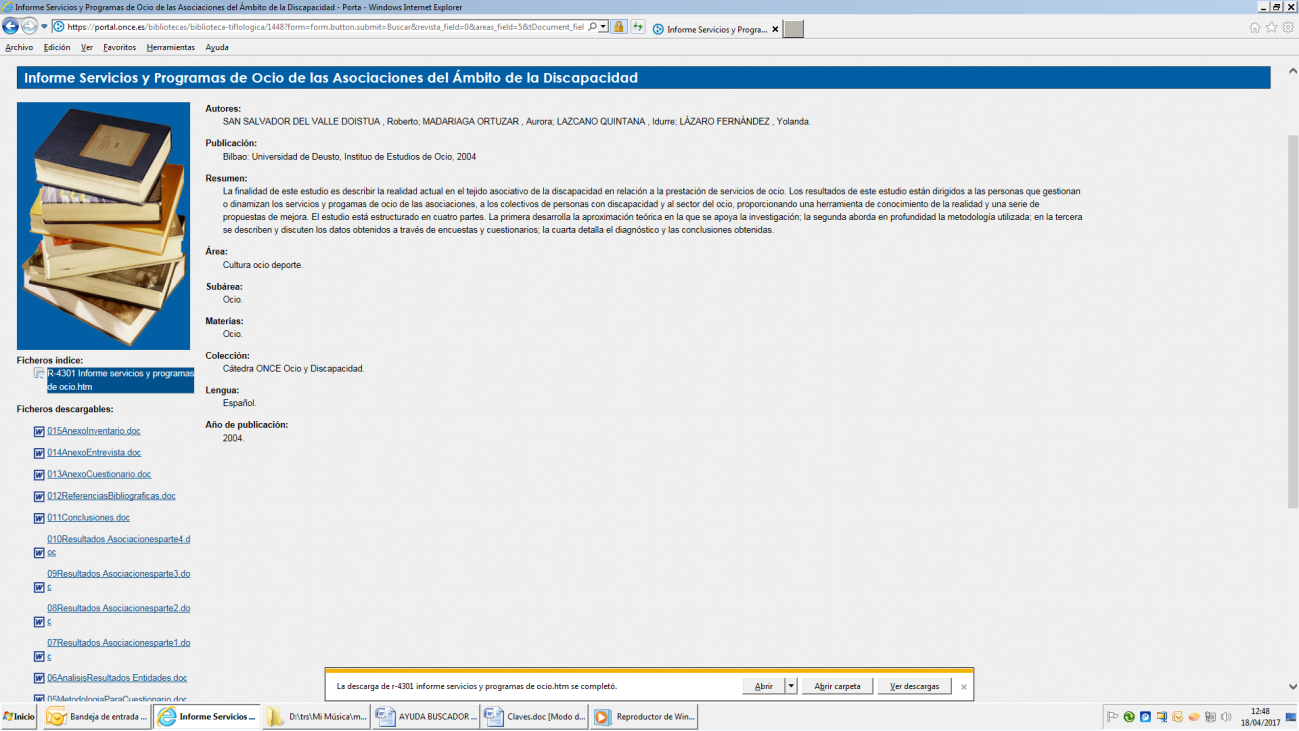 Informe Servicios y Programas de Ocio de las Asociaciones del Ámbito de la Discapacidad - Porta - Windows Internet Explorer
https://portal.once.es/bibliotecas/biblioteca-tiflologica/1448?form=form.button.submit=Buscar&revista_field=0&areas_field=5&tDocument_fiel
Informe Servicios y Progra...
Archivo Edición Ver Favoritos Herramientas Ayuda
Informe Servicios y Programas de Ocio de las Asociaciones del Ámbito de la Discapacidad
Autores:
SAN SALVADOR DEL VALLE DOISTUA , Roberto; MADARIAGA ORTUZAR , Aurora; LAZCANO QUINTANA , Idurre; LÁZARO FERNÁNDEZ , Yolanda.
Publicación:
Bilbao: Universidad de Deusto, Instituo de Estudios de Ocio, 2004
Resumen:
La finalidad de este estudio es describir la realidad actual en el tejido asociativo de la discapacidad en relación a la prestación de servicios de ocio. Los resultados de este estudio están dirigidos a las personas que gestionan
o dinamizan los servicios y progamas de ocio de las asociaciones, a los colectivos de personas con discapacidad y al sector del ocio, proporcionando una herramienta de conocimiento de la realidad y una serie de
propuestas de mejora. El estudio está estructurado en cuatro partes. La primera desarrolla la aproximación teórica en la que se apoya la investigación; la segunda aborda en profundidad la metodología utilizada; en la tercera
se describen y discuten los datos obtenidos a través de encuestas y cuestionarios; la cuarta detalla el diagnóstico y las conclusiones obtenidas.
Área:
Cultura ocio deporte.
Subárea:
Ocio.
Materias:
Ocio.
Colección:
Cátedra ONCE Ocio y Discapacidad.
Lengua:
Español.
Año de publicación:
2004.
Ficheros índice:
R-4301 Informe servicios y programas
de ocio.htm
Ficheros descargables:
015AnexoInventario.doc
014AnexoEntrevista.doc
013AnexoCuestionario.doc
012ReferenciasBibliograficas.doc
011Conclusiones.doc
010Resultados Asociacionesparte4.d
oc
09Resultados Asociacionesparte3.do
c
08Resultados Asociacionesparte2.do
c
07Resultados Asociacionesparte1.do
c
06AnalisisResultados Entidades.doc
05MetodologiaParaCuestionario.doc
La descarga de r-4301 informe servicios y programas de ocio.htm se completó.
Abrir Abrir carpeta Ver descargas
Inicio Bandeja de entrada ... Informe Servicios ... D:\trs\Mi Música\m... AYUDA BUSCADOR ... Claves.doc [Modo d... Reproductor de Win...
12:48
18/04/2017